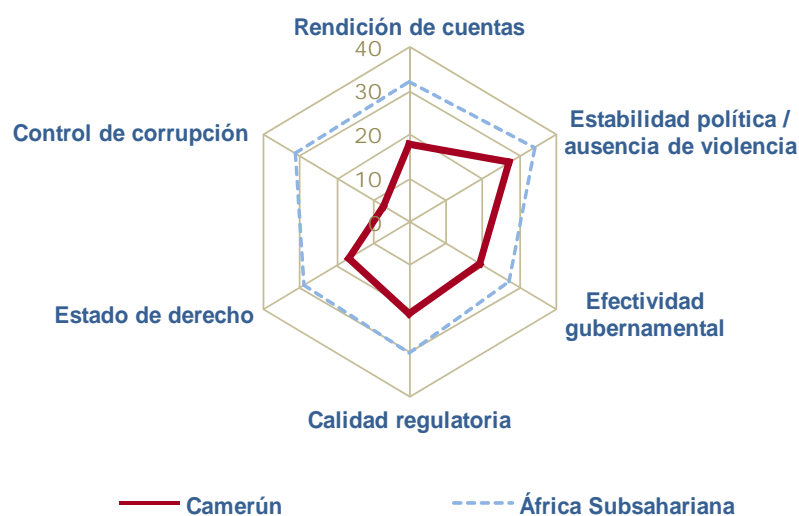 Rendición de cuentas
40
30
20
10
0
Estabilidad política /
ausencia de violencia
Efectividad
gubernamental
Calidad regulatoria
Estado de derecho
Control de corrupción
Camerún
África Subsahariana